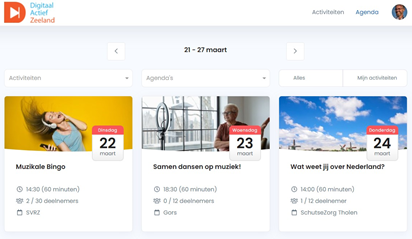 Digitaal
Actief
Zeeland
Activiteiten
Agenda
21 - 27 maart
Activiteiten
Agenda's
Alles
Mijn activiteiten
Dinsdag
22
maart
Muzikale Bingo
14:30 (60 minuten)
2 / 30 deelnemers
SVRZ
Woensdag
23
maart
Samen dansen op muziek!
18:30 (60 minuten)
0 / 12 deelnemers
Gors
Donderdag
24
maart
Wat weet jij over Nederland?
14:00 (60 minuten)
1 / 12 deelnemer
SchutseZorg Tholen